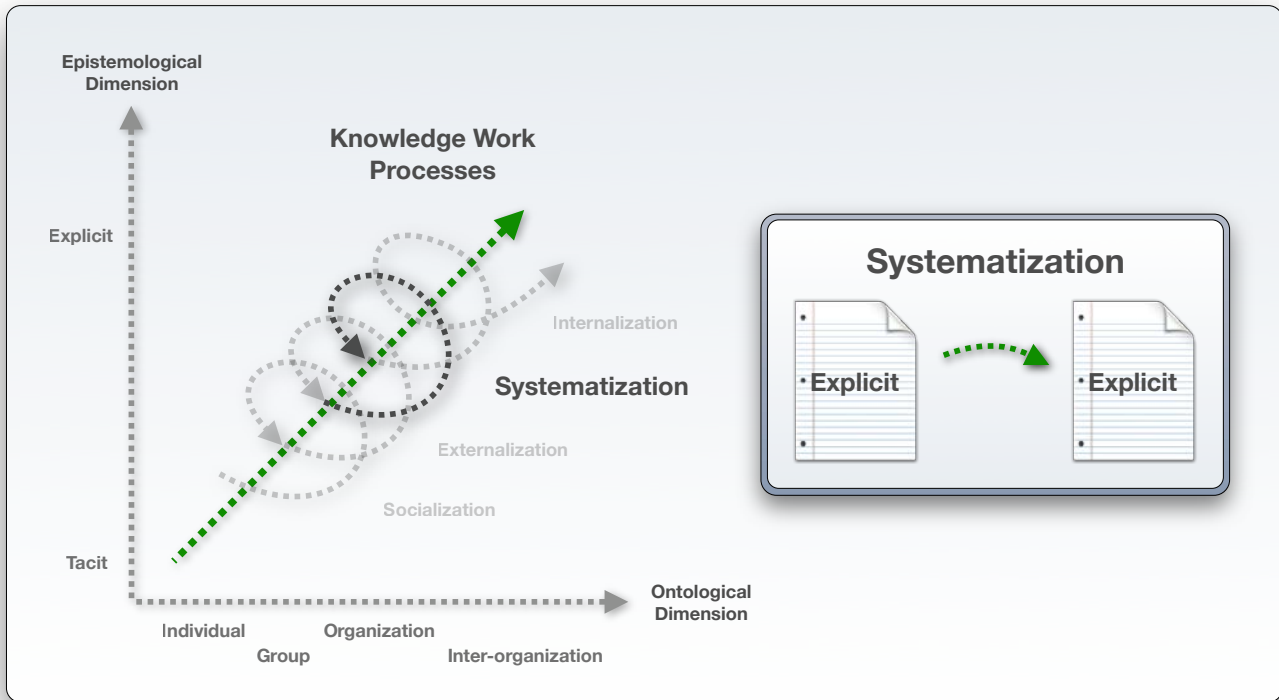 Epistemological
Dimension
Knowledge Work
Processes
Explicit
Tacit
Internalization
Systematization
Externalization
Socialization
Ontological
Dimension
Individual
Group
Organization
Inter-organization
Systematization
Explicit
Explicit